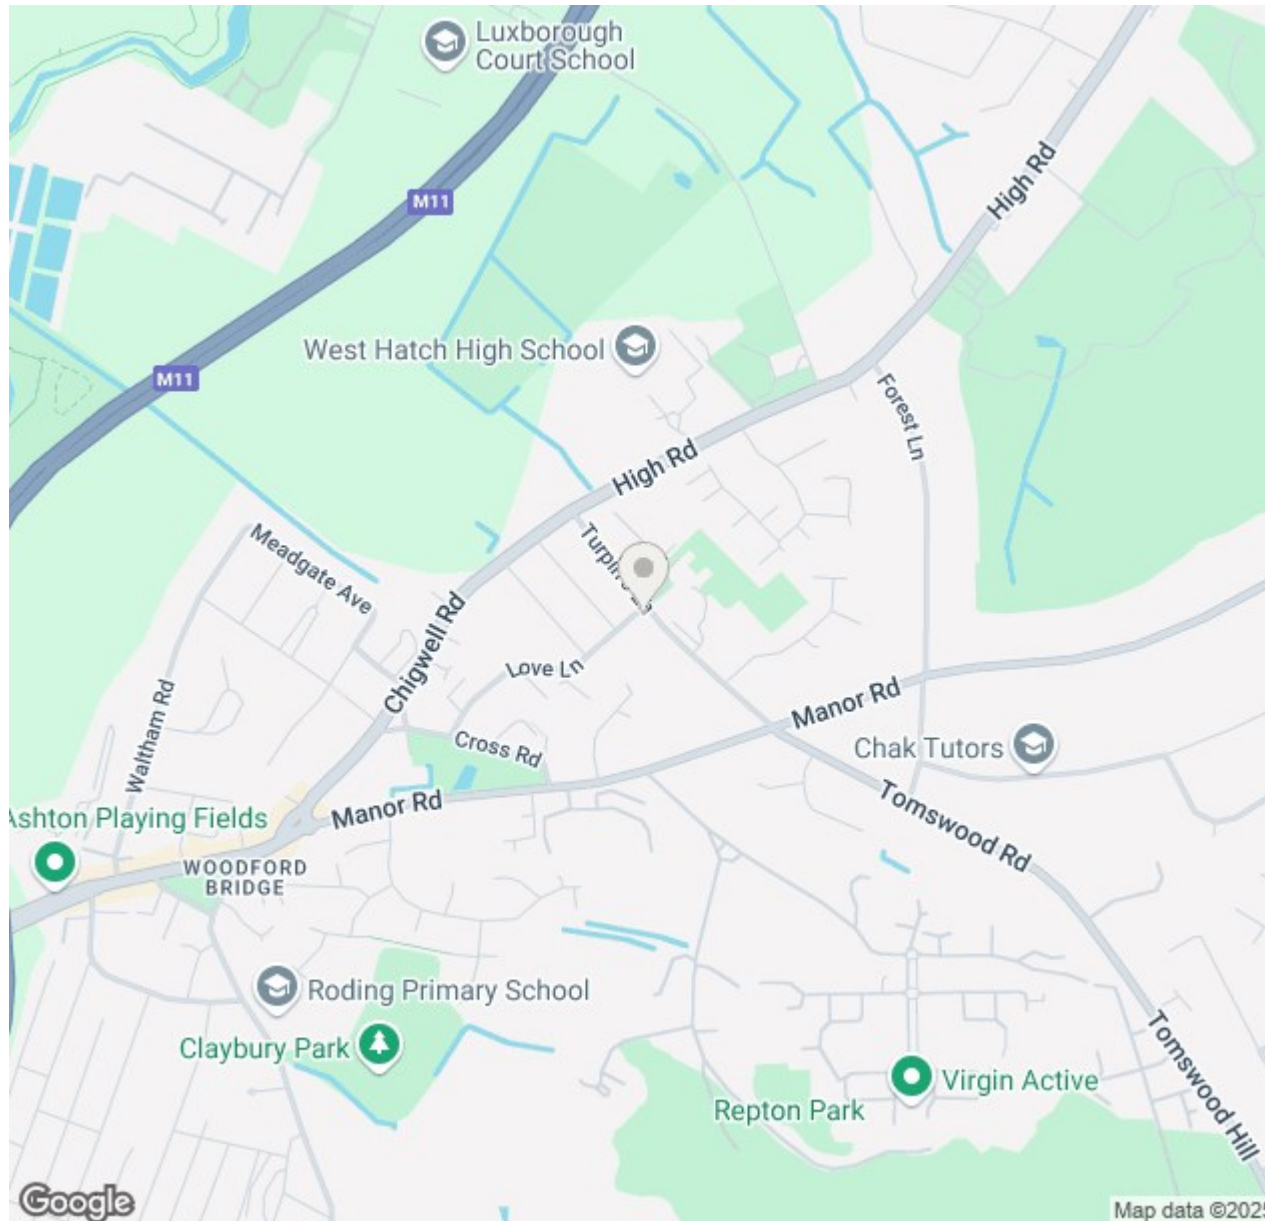 Luxborough
Court School
M11
High Rd
West Hatch High School
M11
Forest Ln
High Rd
Meadgate Ave
Chigwell Rd
Love Ln
Waltham Rd
Cross Rd
Manor Rd
Chak Tutors
Manor Rd
Tomswood Rd
Ashton Playing Fields
WOODFORD
BRIDGE
Roding Primary School
Claybury Park
Virgin Active
Repton Park
Tomswood Hill
Google
Map data ©2025